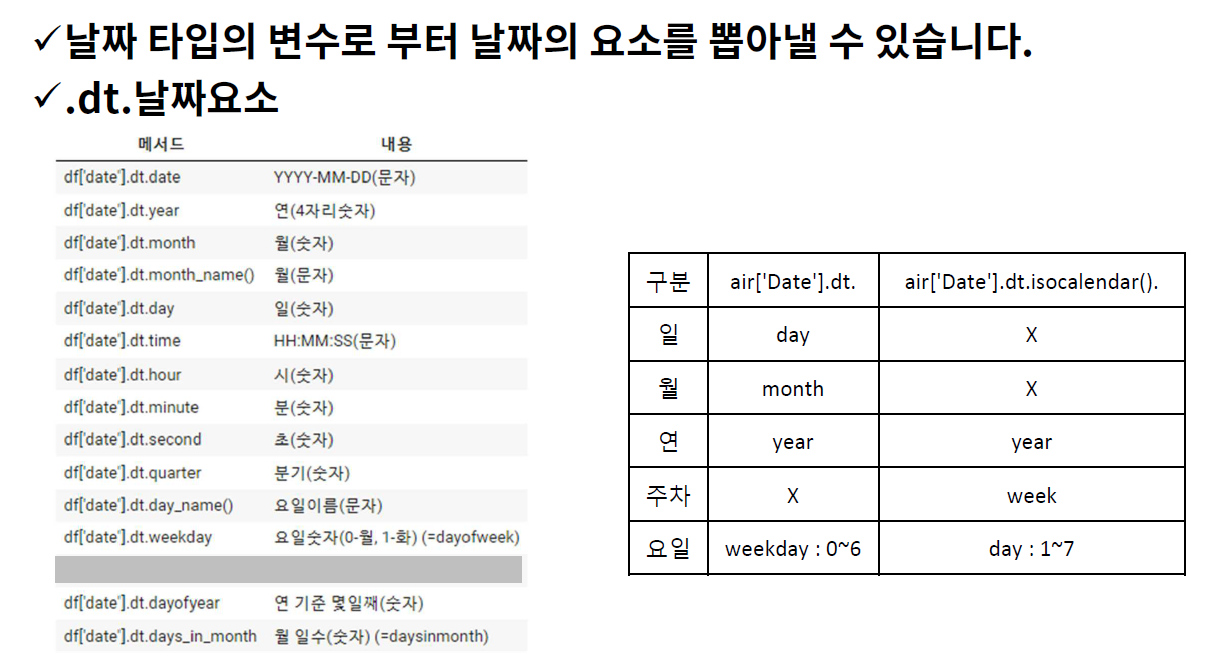 ✓날짜 타입의 변수로 부터 날짜의 요소를 뽑아낼 수 있습니다.
✓.dt.날짜요소
메서드 내용
df['date'].dt.date YYYY-MM-DD(문자)
df['date'].dt.year 연(4자리숫자)
df['date'].dt.month 월(숫자)
df['date'].dt.month_name() 월(문자)
df['date'].dt.day 일(숫자)
df['date'].dt.time HH:MM:SS(문자)
df['date'].dt.hour 시(숫자)
df['date'].dt.minute 분(숫자)
df['date'].dt.second 초(숫자)
df['date'].dt.quarter 분기(숫자)
df['date'].dt.day_name() 요일이름(문자)
df['date'].dt.weekday 요일숫자(0-월, 1-화) (=dayofweek)
df['date'].dt.dayofyear 연 기준 몇일째(숫자)
df['date'].dt.days_in_month 월 일수(숫자) (=daysinmonth)
구분 air['Date'].dt. air['Date'].dt.isocalendar().
일 day X
월 month X
연 year year
주차 X week
요일 weekday : 0~6 day : 1~7